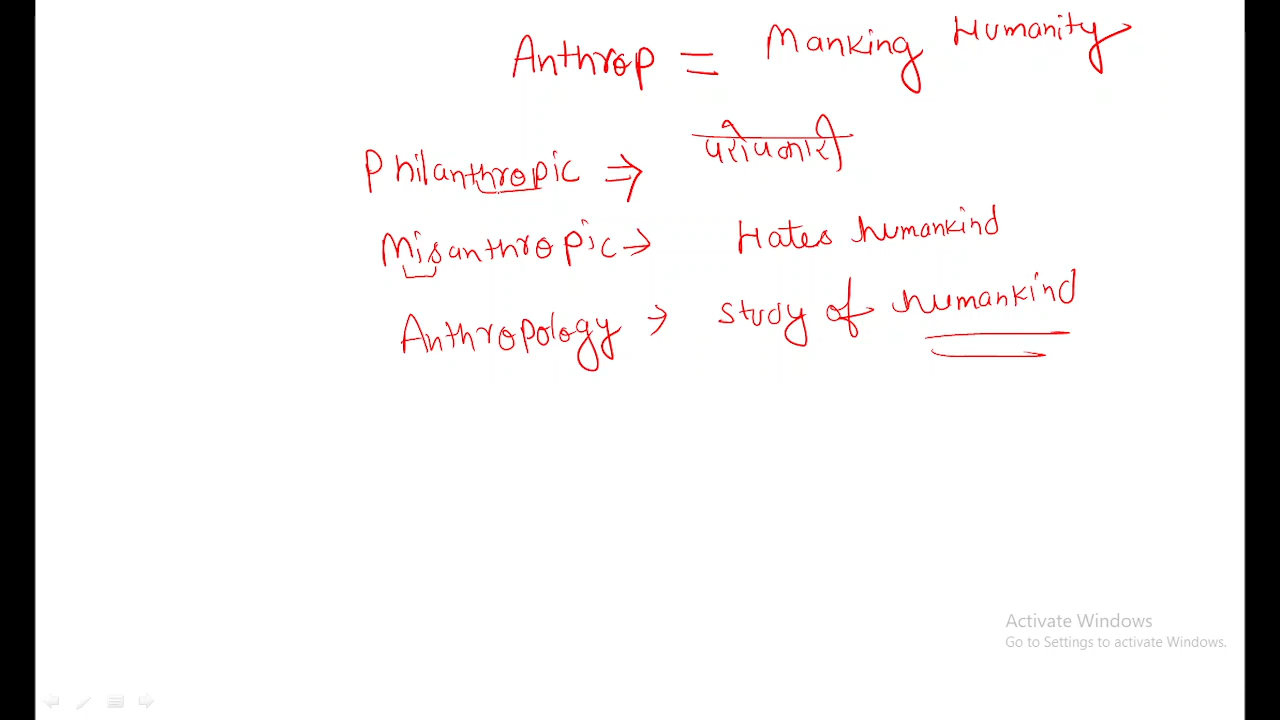 Anthrop = Manking Humanity
Philanthropic ⇒ परोपकारी
Misanthropic → Hates humankind
Anthropology → study of humankind
Activate Windows
Go to Settings to activate Windows.